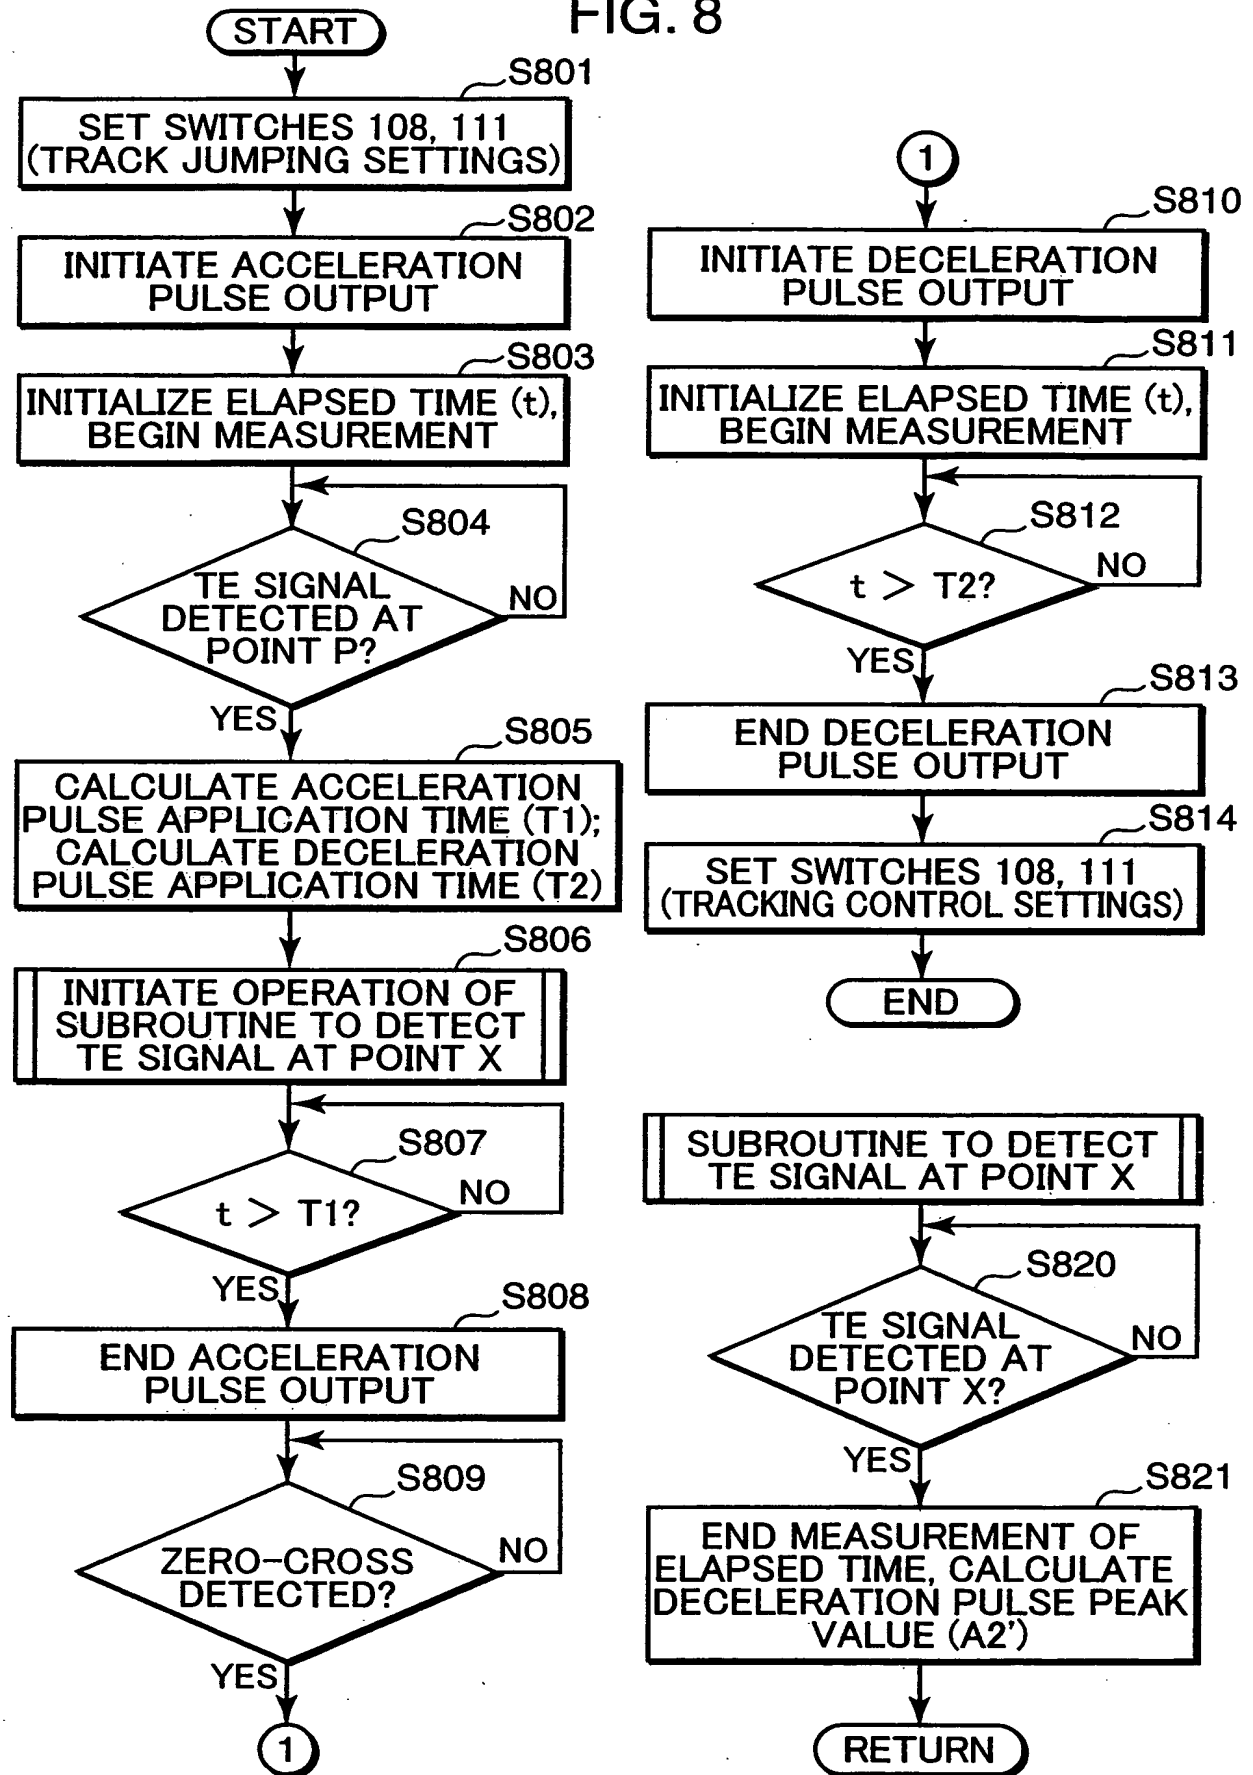 FIG. 8
START
S801
SET SWITCHES 108, 111
(TRACK JUMPING SETTINGS)
S802
INITIATE ACCELERATION
PULSE OUTPUT
S803
INITIALIZE ELAPSED TIME (t),
BEGIN MEASUREMENT
S804
TE SIGNAL
DETECTED AT
POINT P?
NO
YES
S805
CALCULATE ACCELERATION
PULSE APPLICATION TIME (T1);
CALCULATE DECELERATION
PULSE APPLICATION TIME (T2)
S806
INITIATE OPERATION OF
SUBROUTINE TO DETECT
TE SIGNAL AT POINT X
S807
t > T1?
NO
YES
S808
END ACCELERATION
PULSE OUTPUT
S809
ZERO-CROSS
DETECTED?
NO
YES
1
1
S810
INITIATE DECELERATION
PULSE OUTPUT
S811
INITIALIZE ELAPSED TIME (t),
BEGIN MEASUREMENT
S812
t > T2?
NO
YES
S813
END DECELERATION
PULSE OUTPUT
S814
SET SWITCHES 108, 111
(TRACKING CONTROL SETTINGS)
END
SUBROUTINE TO DETECT
TE SIGNAL AT POINT X
S820
TE SIGNAL
DETECTED AT
POINT X?
NO
YES
S821
END MEASUREMENT OF
ELAPSED TIME, CALCULATE
DECELERATION PULSE PEAK
VALUE (A2')
RETURN